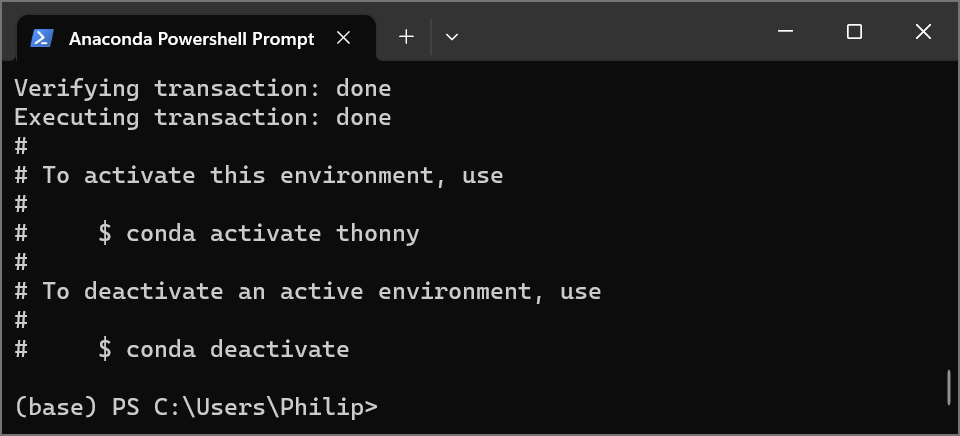 Anaconda Powershell Prompt
Verifying transaction: done
Executing transaction: done
#
# To activate this environment, use
#
#     $ conda activate thonny
#
# To deactivate an active environment, use
#
#     $ conda deactivate

(base) PS C:\Users\Philip>